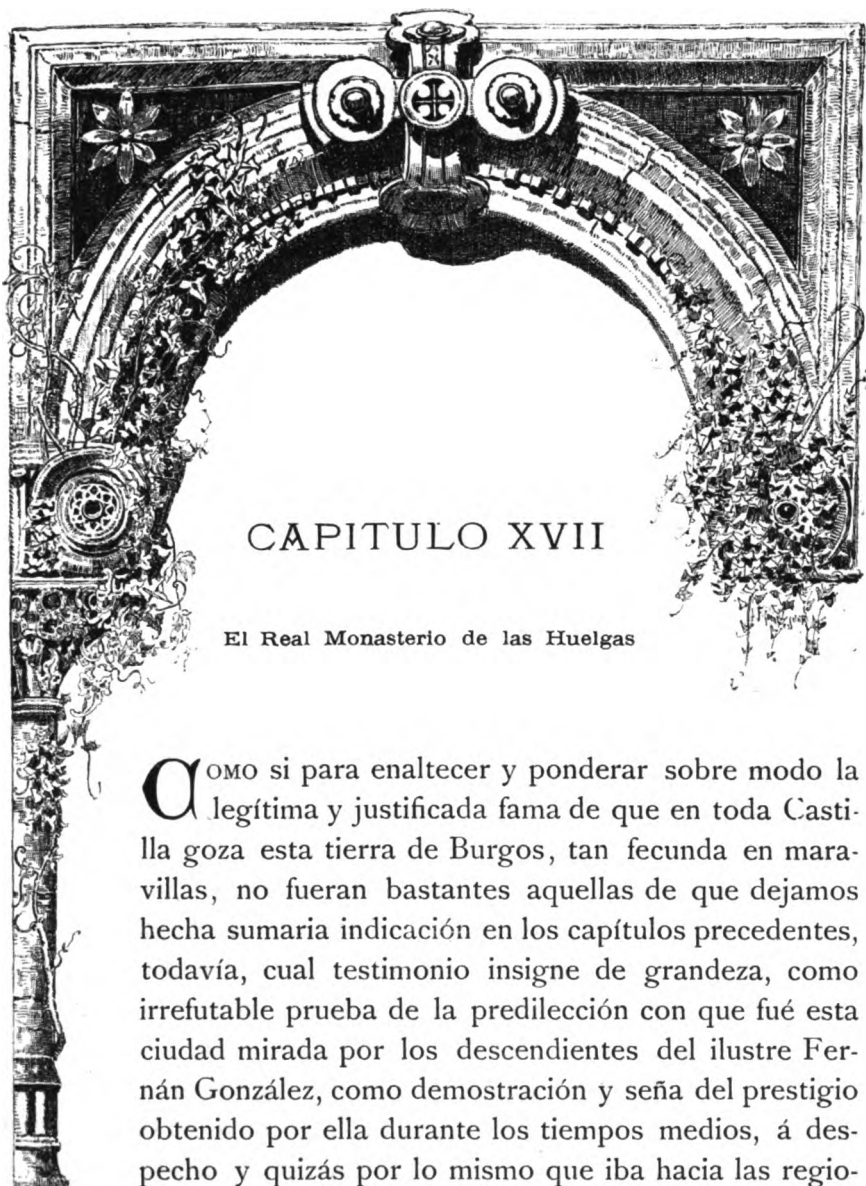 CAPITULO XVII
El Real Monasterio de las Huelgas
COMO si para enaltecer y ponderar sobre modo la
legítima y justificada fama de que en toda Casti-
lla goza esta tierra de Burgos, tan fecunda en mara-
villas, no fueran bastantes aquellas de que dejamos
hecha sumaria indicación en los capítulos precedentes,
todavía, cual testimonio insigne de grandeza, como
irrefutable prueba de la predilección con que fué esta
ciudad mirada por los descendientes del ilustre Fer-
nán González, como demostración y seña del prestigio
obtenido por ella durante los tiempos medios, á des-
pecho y quizás por lo mismo que iba hacia las regio-